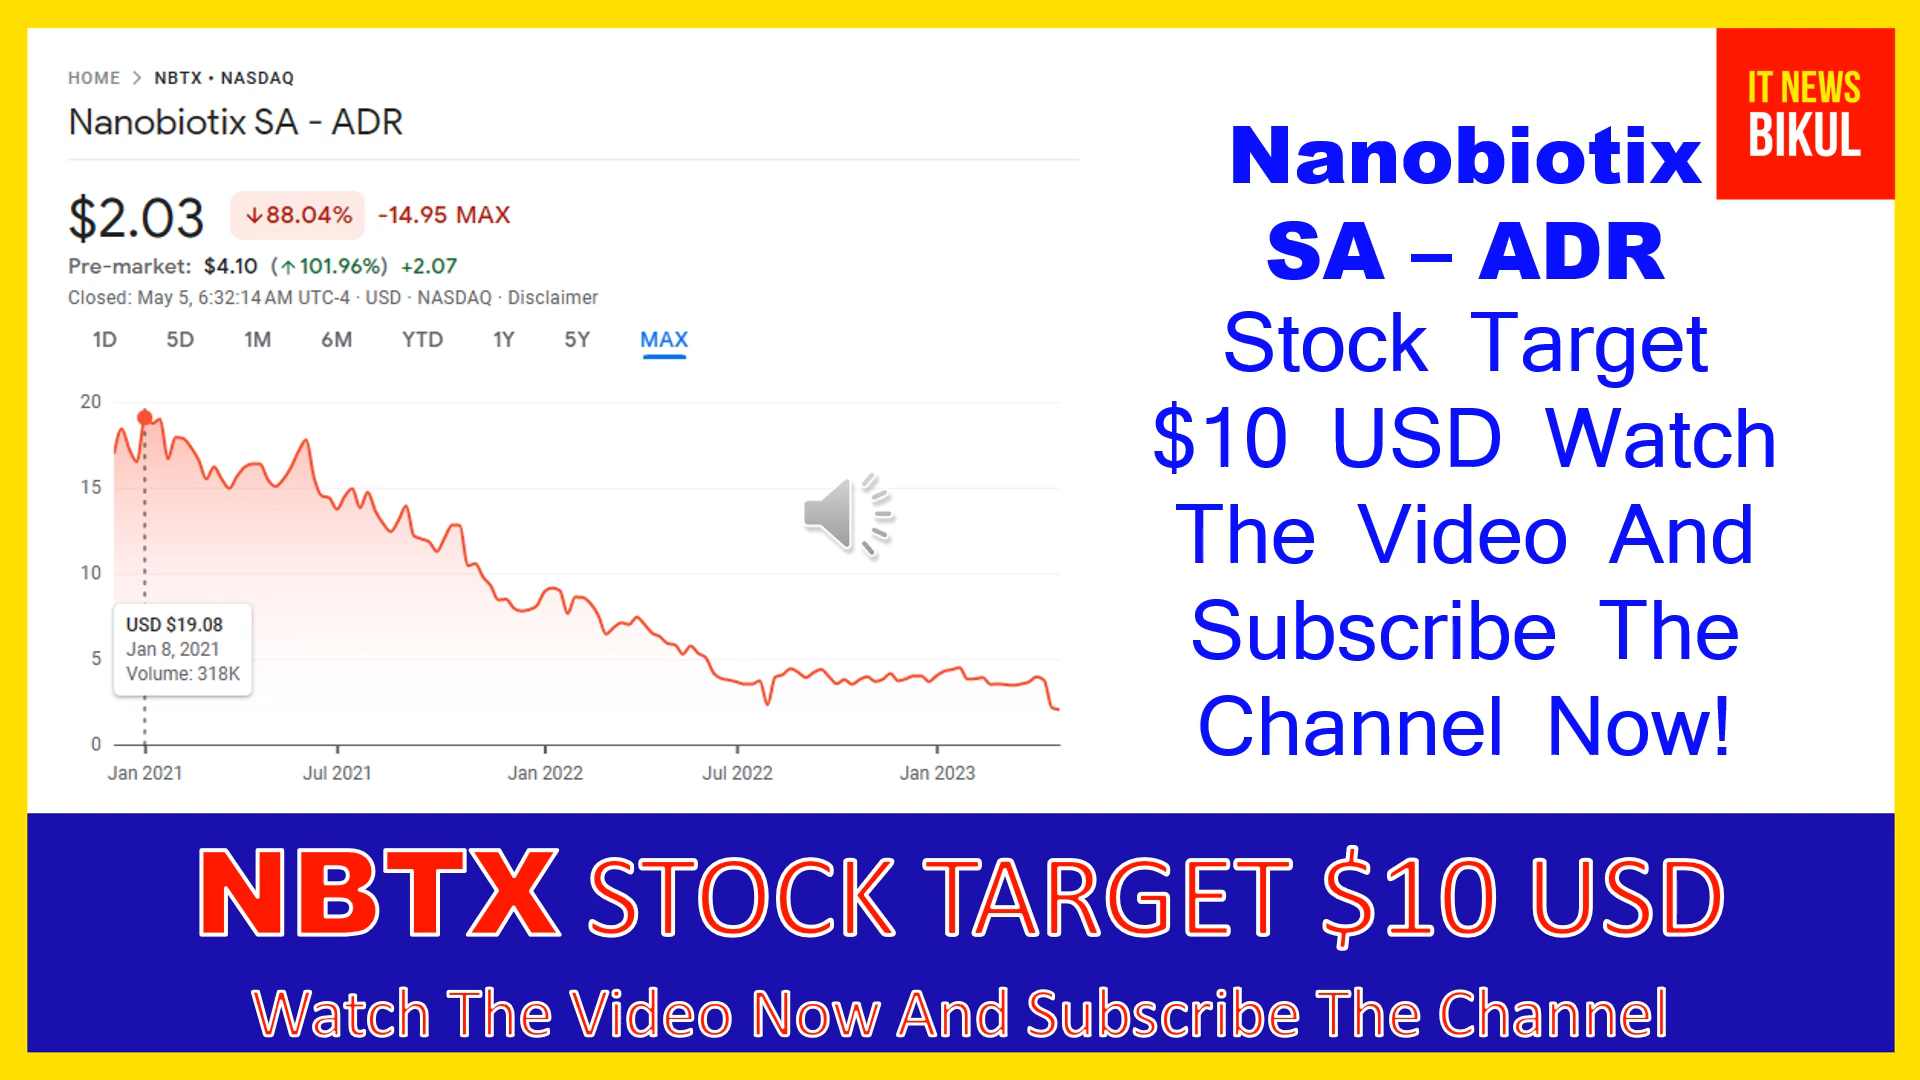 HOME > NBTX • NASDAQ
Nanobiotix SA - ADR
$2.03 ↓88.04% -14.95 MAX
Pre-market: $4.10 (↑101.96%) +2.07
Closed: May 5, 6:32:14 AM UTC-4 · USD · NASDAQ · Disclaimer
1D 5D 1M 6M YTD 1Y 5Y MAX
20
15
10
5
0
USD $19.08
Jan 8, 2021
Volume: 318K
Jan 2021 Jul 2021 Jan 2022 Jul 2022 Jan 2023
IT NEWS
BIKUL
Nanobiotix
SA – ADR
Stock Target
$10 USD Watch
The Video And
Subscribe The
Channel Now!
NBTX STOCK TARGET $10 USD
Watch The Video Now And Subscribe The Channel